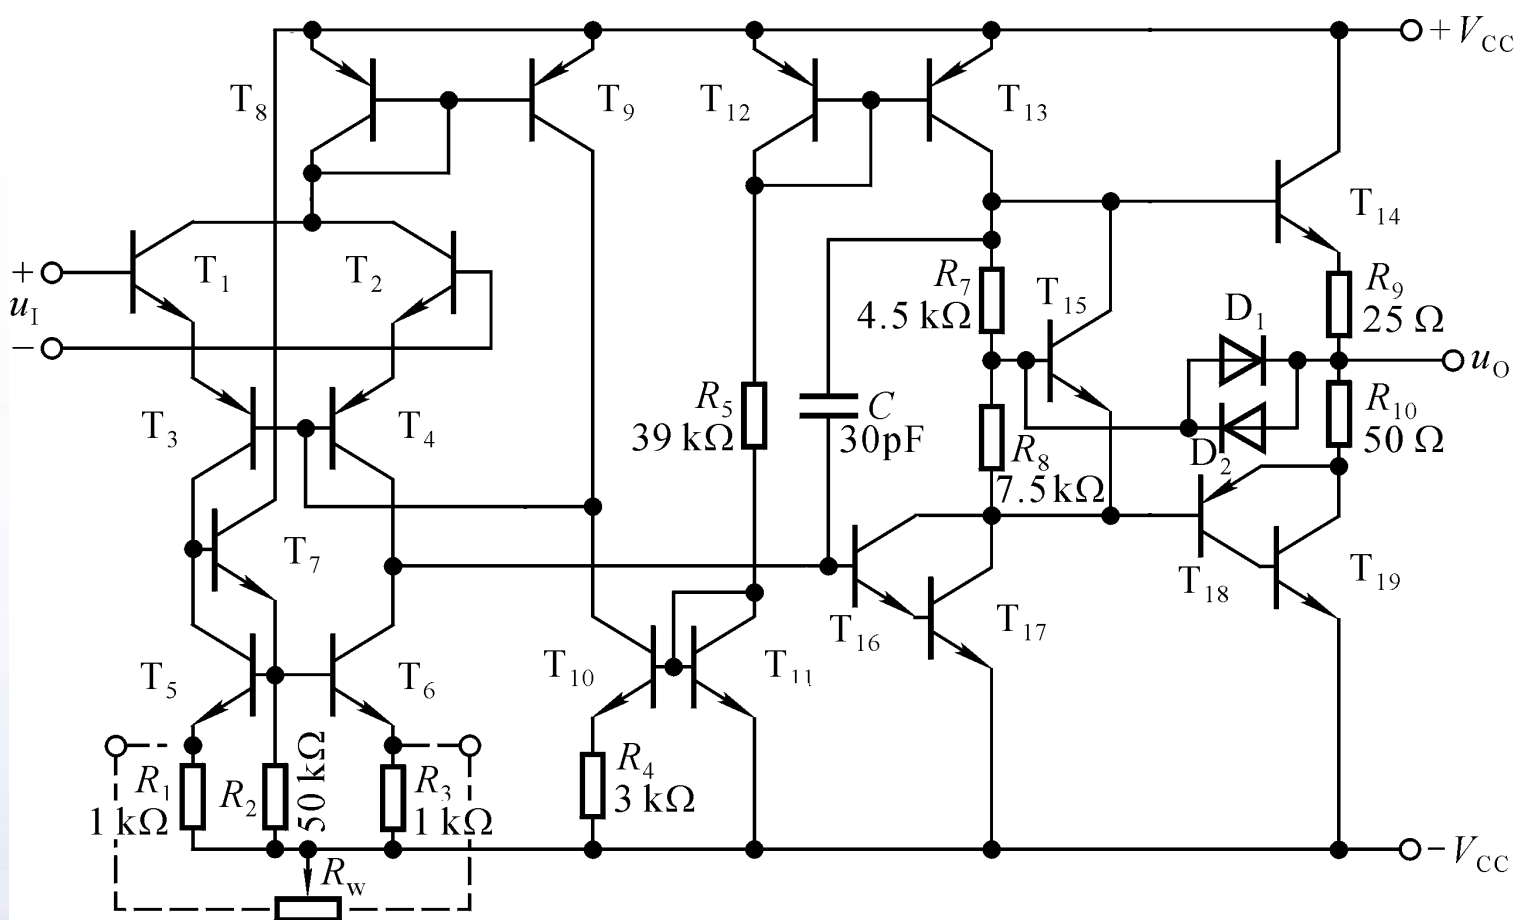 + V_CC
T_8
T_9
T_12
T_13
T_14
+
u_I
−
T_1
T_2
R_7
4.5 kΩ
T_15
D_1
R_9
25 Ω
u_O
T_3
T_4
R_5
39 kΩ
C
30pF
R_8
7.5kΩ
D_2
R_10
50 Ω
T_7
T_16
T_17
T_18
T_19
T_5
T_6
T_10
T_11
R_1
1 kΩ
R_2
50 kΩ
R_3
1 kΩ
R_4
3 kΩ
R_w
− V_CC